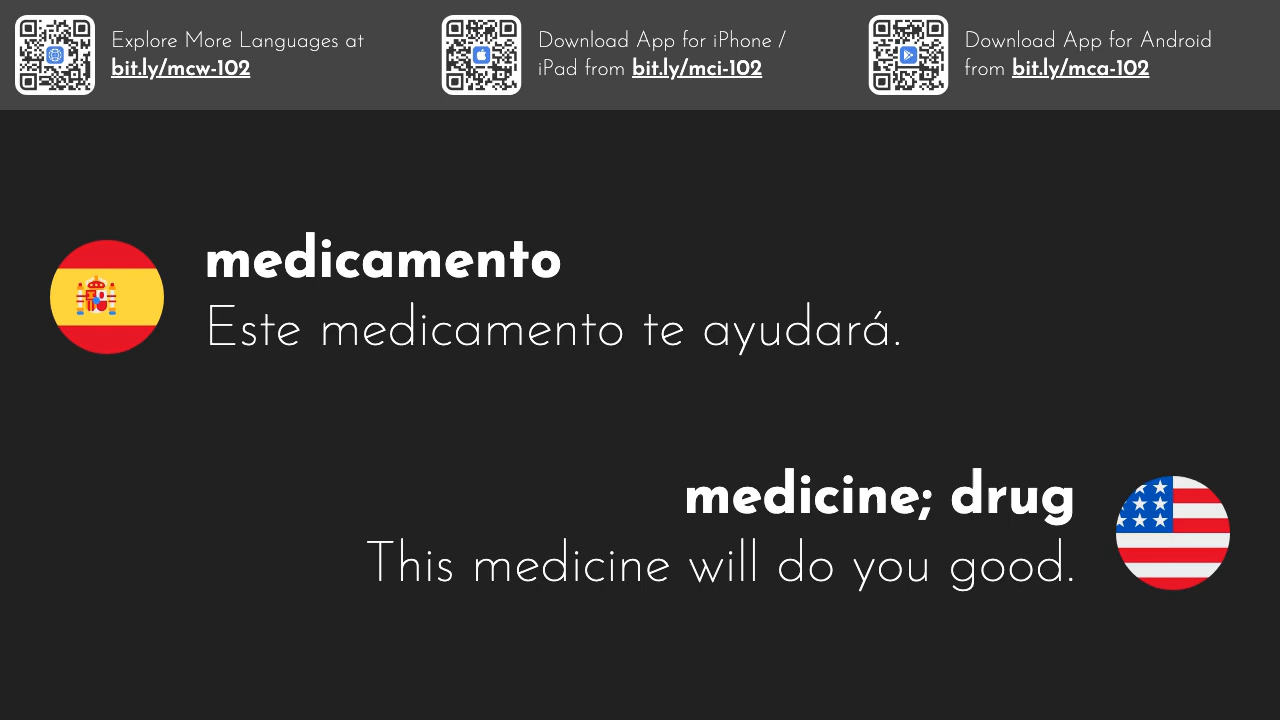 Explore More Languages at
bit.ly/mcw-102
Download App for iPhone /
iPad from bit.ly/mci-102
Download App for Android
from bit.ly/mca-102
medicamento
Este medicamento te ayudará.
medicine; drug
This medicine will do you good.